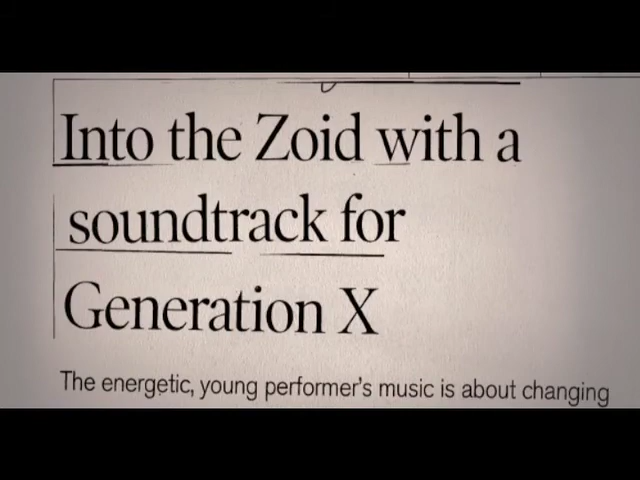 Into the Zoid with a
soundtrack for
Generation X
The energetic, young performer's music is about changing